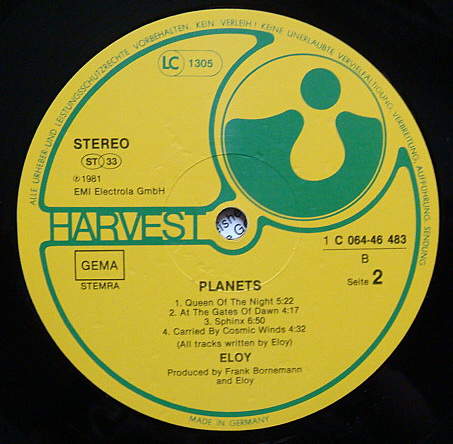 ALLE URHEBER-UND LEISTUNGSSCHUTZRECHTE VORBEHALTEN. KEIN VERLEIH! KEINE UNERLAUBTE VERVIELFÄLTIGUNG, VERBREITUNG, AUFFÜHRUNG, SENDUNG
LC 1305
STEREO
ST 33
℗ 1981
EMI Electrola GmbH
HARVEST
1 C 064-46 483
B
Seite 2
GEMA
STEMRA
PLANETS
1. Queen Of The Night 5:22
2. At The Gates Of Dawn 4:17
3. Sphinx 6:50
4. Carried By Cosmic Winds 4:32
(All tracks written by Eloy)
ELOY
Produced by Frank Bornemann
and Eloy
MADE IN GERMANY